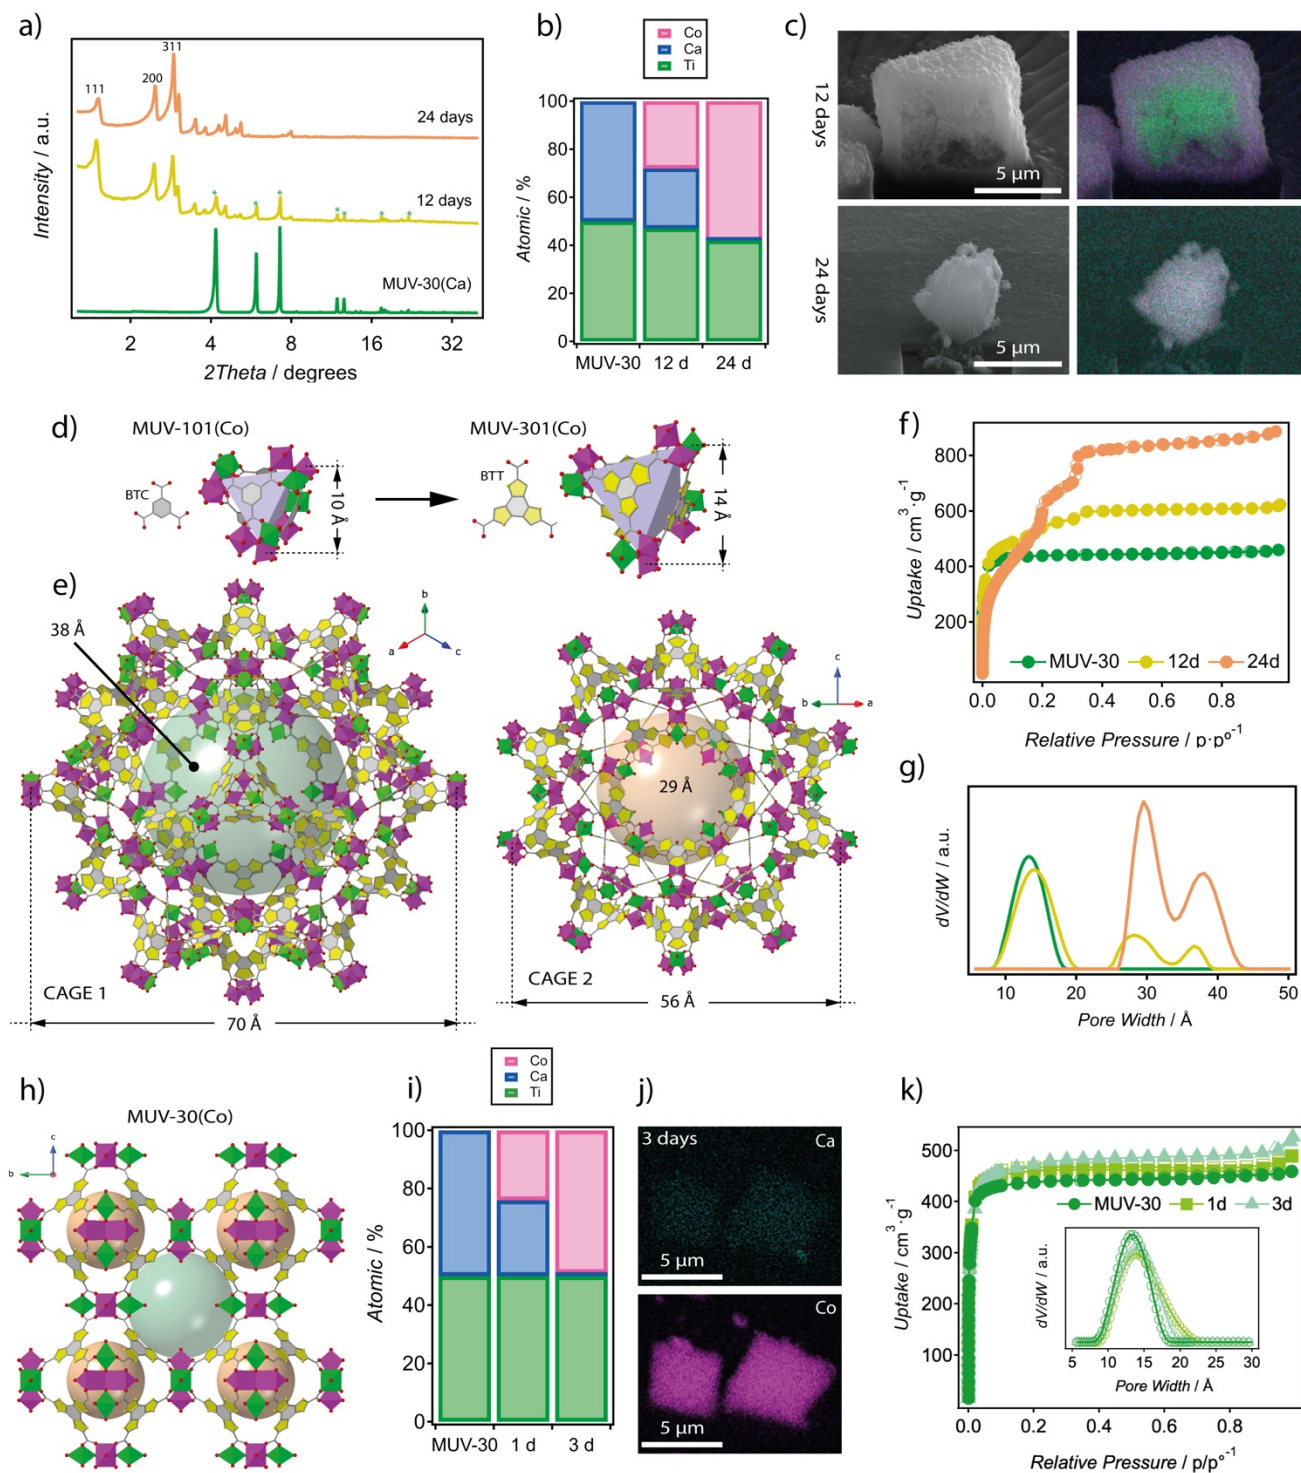 a)
111
200
311
24 days
12 days
MUV-30(Ca)
Intensity / a.u.
2 4 8 16 32
2Theta / degrees
b)
Co
Ca
Ti
100
80
60
40
20
0
Atomic / %
MUV-30 12 d 24 d
c)
12 days
5 µm
24 days
5 µm
d)
MUV-101(Co)
BTC
10 Å
MUV-301(Co)
BTT
14 Å
e)
38 Å
b
a
c
CAGE 1
70 Å
c
b
a
29 Å
CAGE 2
56 Å
f)
800
600
400
200
Uptake / cm³·g⁻¹
MUV-30 12d 24d
0.0 0.2 0.4 0.6 0.8
Relative Pressure / p·pº⁻¹
g)
dV/dW / a.u.
10 20 30 40 50
Pore Width / Å
h)
MUV-30(Co)
c
b
i)
Co
Ca
Ti
100
80
60
40
20
0
Atomic / %
MUV-30 1 d 3 d
j)
3 days Ca
5 µm
Co
5 µm
k)
500
400
300
200
100
Uptake / cm³·g⁻¹
MUV-30 1d 3d
dV/dW / a.u.
5 10 15 20 25 30
Pore Width / Å
0.0 0.2 0.4 0.6 0.8
Relative Pressure / p/p°⁻¹